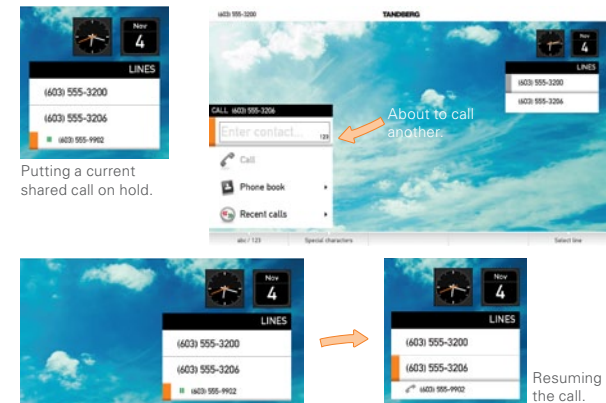 Nov
4
LINES
(603) 555-3200
(603) 555-3206
(603) 555-9902
Putting a current
shared call on hold.
(603) 555-3200
TANDBERG
Nov
4
LINES
(603) 555-3200
(603) 555-3206
CALL (603) 555-3206
Enter contact...
123
Call
Phone book
Recent calls
About to call
another.
abc / 123
Special characters
Select line
Nov
4
LINES
(603) 555-3200
(603) 555-3206
(603) 555-9902
Nov
4
LINES
(603) 555-3200
(603) 555-3206
(603) 555-9902
Resuming
the call.